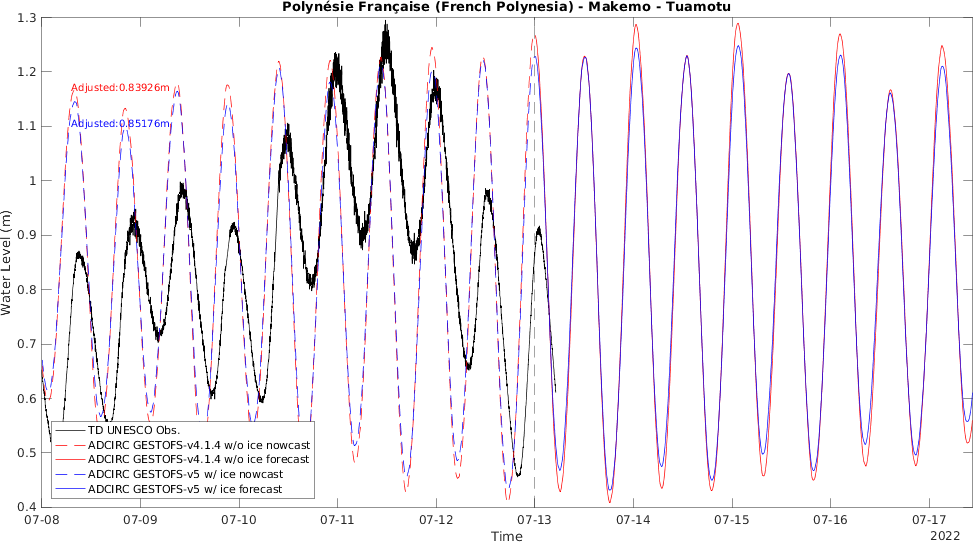 Polynésie Française (French Polynesia) - Makemo - Tuamotu
1.3
1.2
1.1
1
0.9
0.8
0.7
0.6
0.5
0.4
Water Level (m)
Adjusted:0.83926m
Adjusted:0.85176m
TD UNESCO Obs.
ADCIRC GESTOFS-v4.1.4 w/o ice nowcast
ADCIRC GESTOFS-v4.1.4 w/o ice forecast
ADCIRC GESTOFS-v5 w/ ice nowcast
ADCIRC GESTOFS-v5 w/ ice forecast
07-08 07-09 07-10 07-11 07-12 07-13 07-14 07-15 07-16 07-17
Time
2022